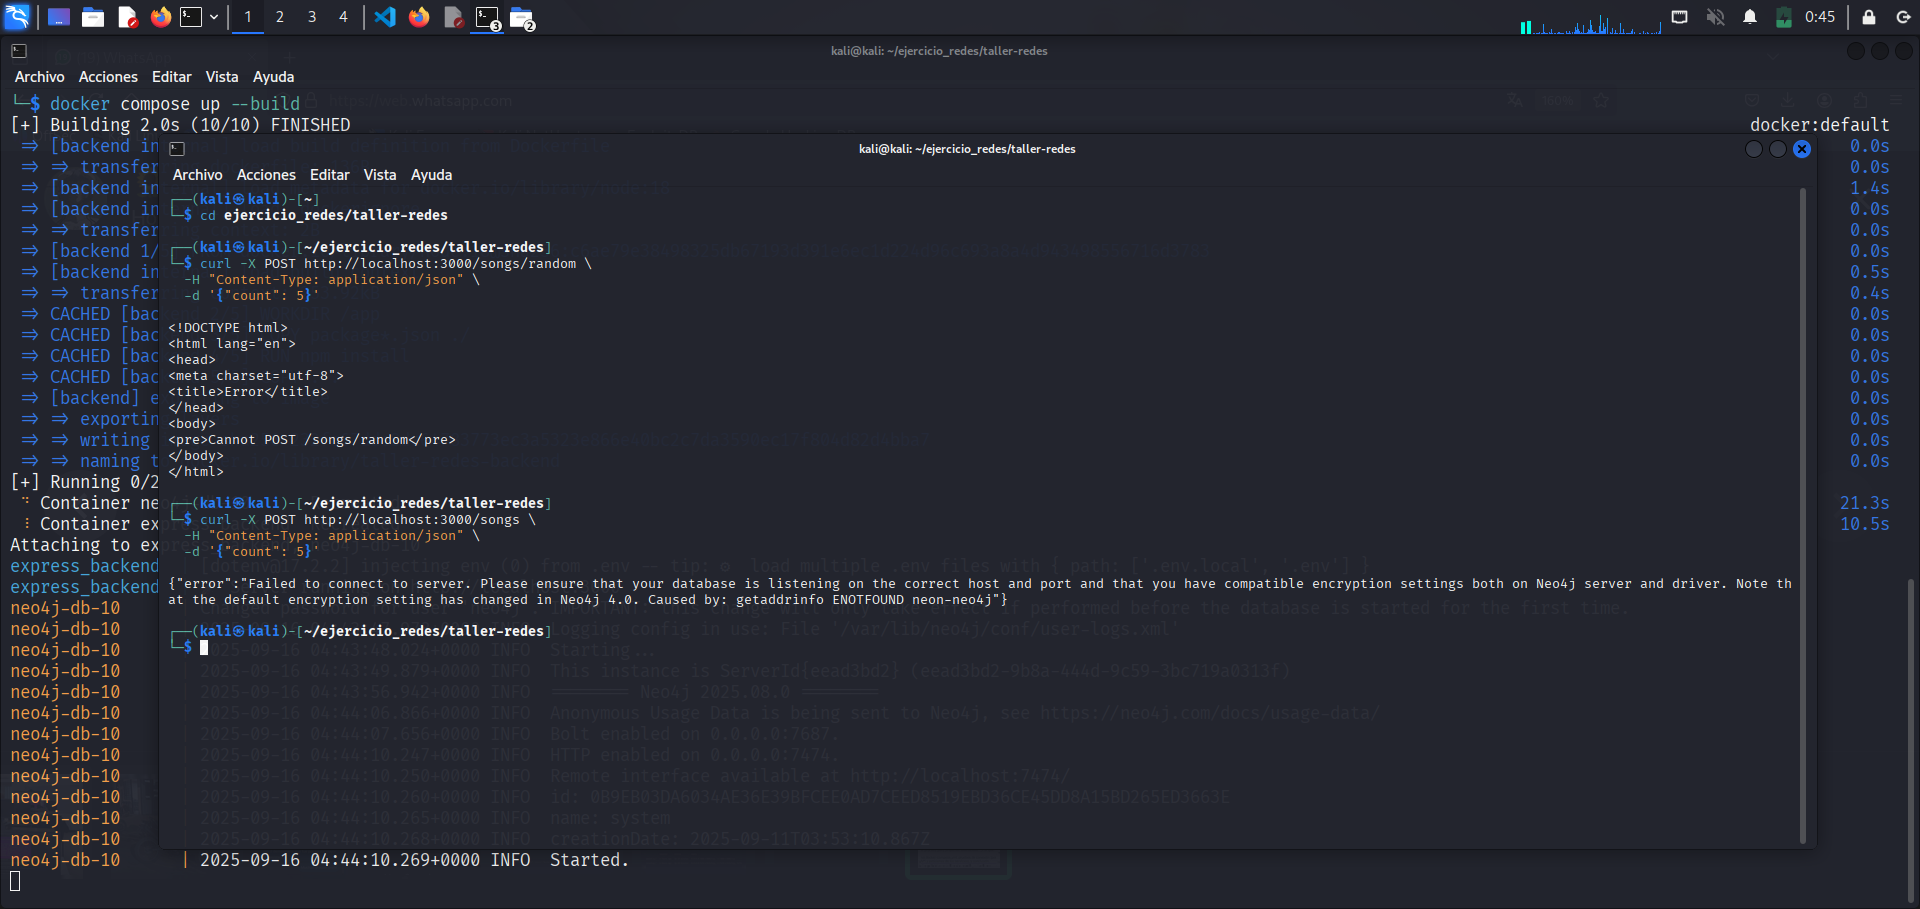 1 2 3 4
3
2
0:45
kali@kali: ~/ejercicio_redes/taller-redes
Archivo Acciones Editar Vista Ayuda
└─$ docker compose up --build
[+] Building 2.0s (10/10) FINISHED docker:default
=> [backend in 0.0s
=> => transfer 0.0s
=> [backend in 1.4s
=> [backend in 0.0s
=> => transfer 0.0s
=> [backend 1/ 0.0s
=> [backend in 0.5s
=> => transfer 0.4s
=> CACHED [bac 0.0s
=> CACHED [bac 0.0s
=> CACHED [bac 0.0s
=> CACHED [bac 0.0s
=> [backend] e 0.0s
=> => exportin 0.0s
=> => writing 0.0s
=> => naming t 0.0s
[+] Running 0/2
Container neo 21.3s
Container ex 10.5s
Attaching to ex
express_backend
express_backend
neo4j-db-10
neo4j-db-10
neo4j-db-10
neo4j-db-10
neo4j-db-10
neo4j-db-10
neo4j-db-10
neo4j-db-10
neo4j-db-10
neo4j-db-10
neo4j-db-10
neo4j-db-10
neo4j-db-10 | 2025-09-16 04:44:10.269+0000 INFO Started.
kali@kali: ~/ejercicio_redes/taller-redes
Archivo Acciones Editar Vista Ayuda
┌──(kali㉿kali)-[~]
└─$ cd ejercicio_redes/taller-redes
┌──(kali㉿kali)-[~/ejercicio_redes/taller-redes]
└─$ curl -X POST http://localhost:3000/songs/random \
-H "Content-Type: application/json" \
-d '{"count": 5}'
<!DOCTYPE html>
<html lang="en">
<head>
<meta charset="utf-8">
<title>Error</title>
</head>
<body>
<pre>Cannot POST /songs/random</pre>
</body>
</html>
┌──(kali㉿kali)-[~/ejercicio_redes/taller-redes]
└─$ curl -X POST http://localhost:3000/songs \
-H "Content-Type: application/json" \
-d '{"count": 5}'
{"error":"Failed to connect to server. Please ensure that your database is listening on the correct host and port and that you have compatible encryption settings both on Neo4j server and driver. Note th
at the default encryption setting has changed in Neo4j 4.0. Caused by: getaddrinfo ENOTFOUND neon-neo4j"}
┌──(kali㉿kali)-[~/ejercicio_redes/taller-redes]
└─$